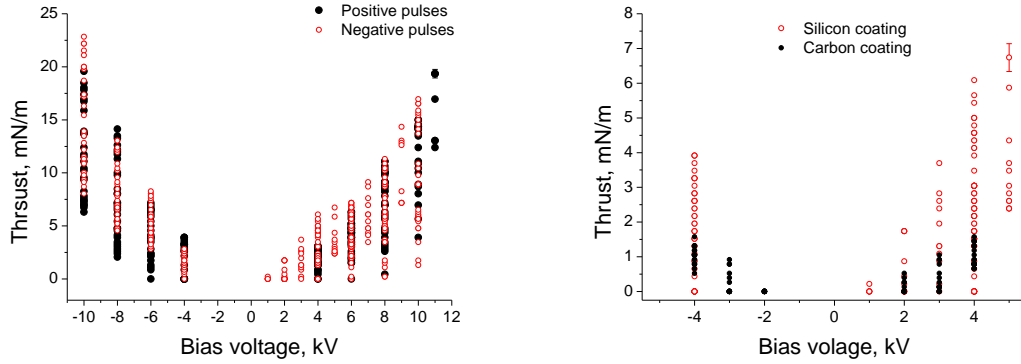 Positive pulses
Negative pulses
Thrsust, mN/m
25
20
15
10
5
0
-10 -8 -6 -4 -2 0 2 4 6 8 10 12
Bias voltage, kV
Silicon coating
Carbon coating
Thrust, mN/m
8
7
6
5
4
3
2
1
0
-4 -2 0 2 4
Bias volage, kV